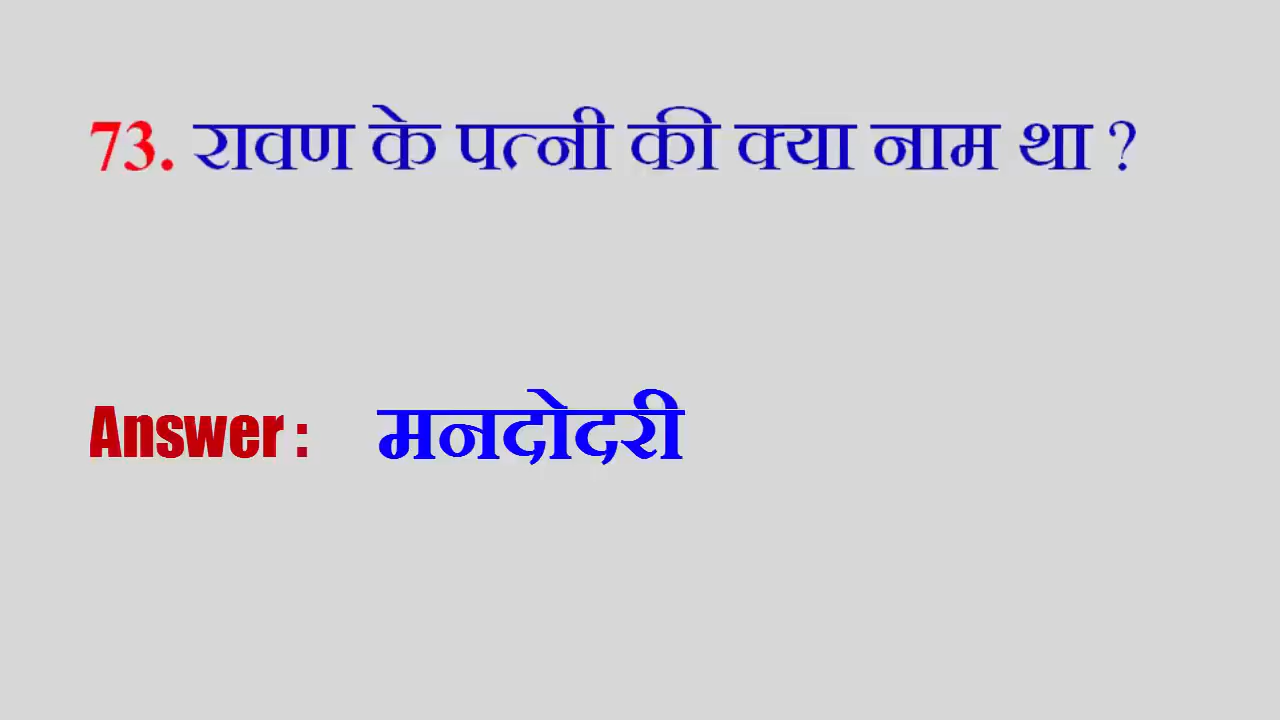 73. रावण के पत्नी की क्या नाम था ?
Answer : मनदोदरी